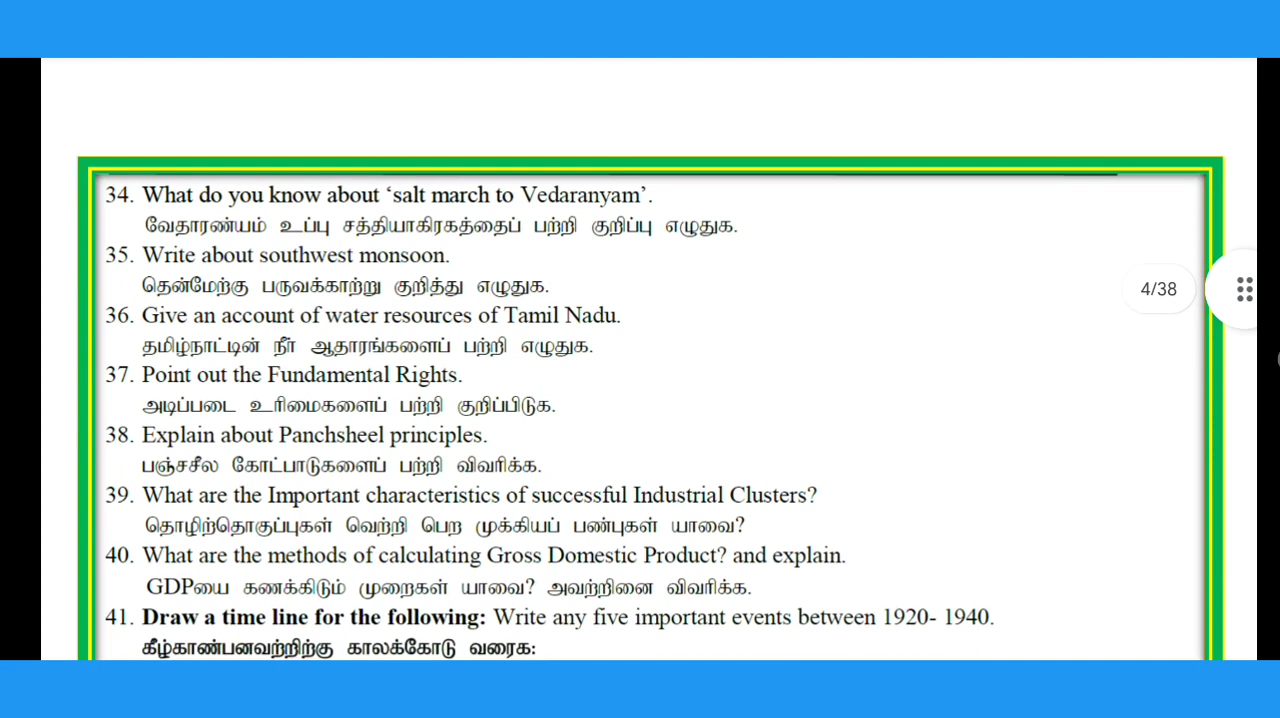 34. What do you know about ‘salt march to Vedaranyam’.
வேதாரண்யம் உப்பு சத்தியாகிரகத்தைப் பற்றி குறிப்பு எழுதுக.
35. Write about southwest monsoon.
தென்மேற்கு பருவக்காற்று குறித்து எழுதுக.
36. Give an account of water resources of Tamil Nadu.
தமிழ்நாட்டின் நீர் ஆதாரங்களைப் பற்றி எழுதுக.
37. Point out the Fundamental Rights.
அடிப்படை உரிமைகளைப் பற்றி குறிப்பிடுக.
38. Explain about Panchsheel principles.
பஞ்சசீல கோட்பாடுகளைப் பற்றி விவரிக்க.
39. What are the Important characteristics of successful Industrial Clusters?
தொழிற்தொகுப்புகள் வெற்றி பெற முக்கியப் பண்புகள் யாவை?
40. What are the methods of calculating Gross Domestic Product? and explain.
GDPயை கணக்கிடும் முறைகள் யாவை? அவற்றினை விவரிக்க.
41. Draw a time line for the following: Write any five important events between 1920- 1940.
கீழ்காண்பனவற்றிற்கு காலக்கோடு வரைக:
4/38